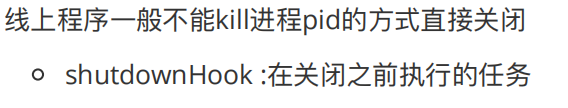 线上程序一般不能kill进程pid的方式直接关闭
shutdownHook :在关闭之前执行的任务